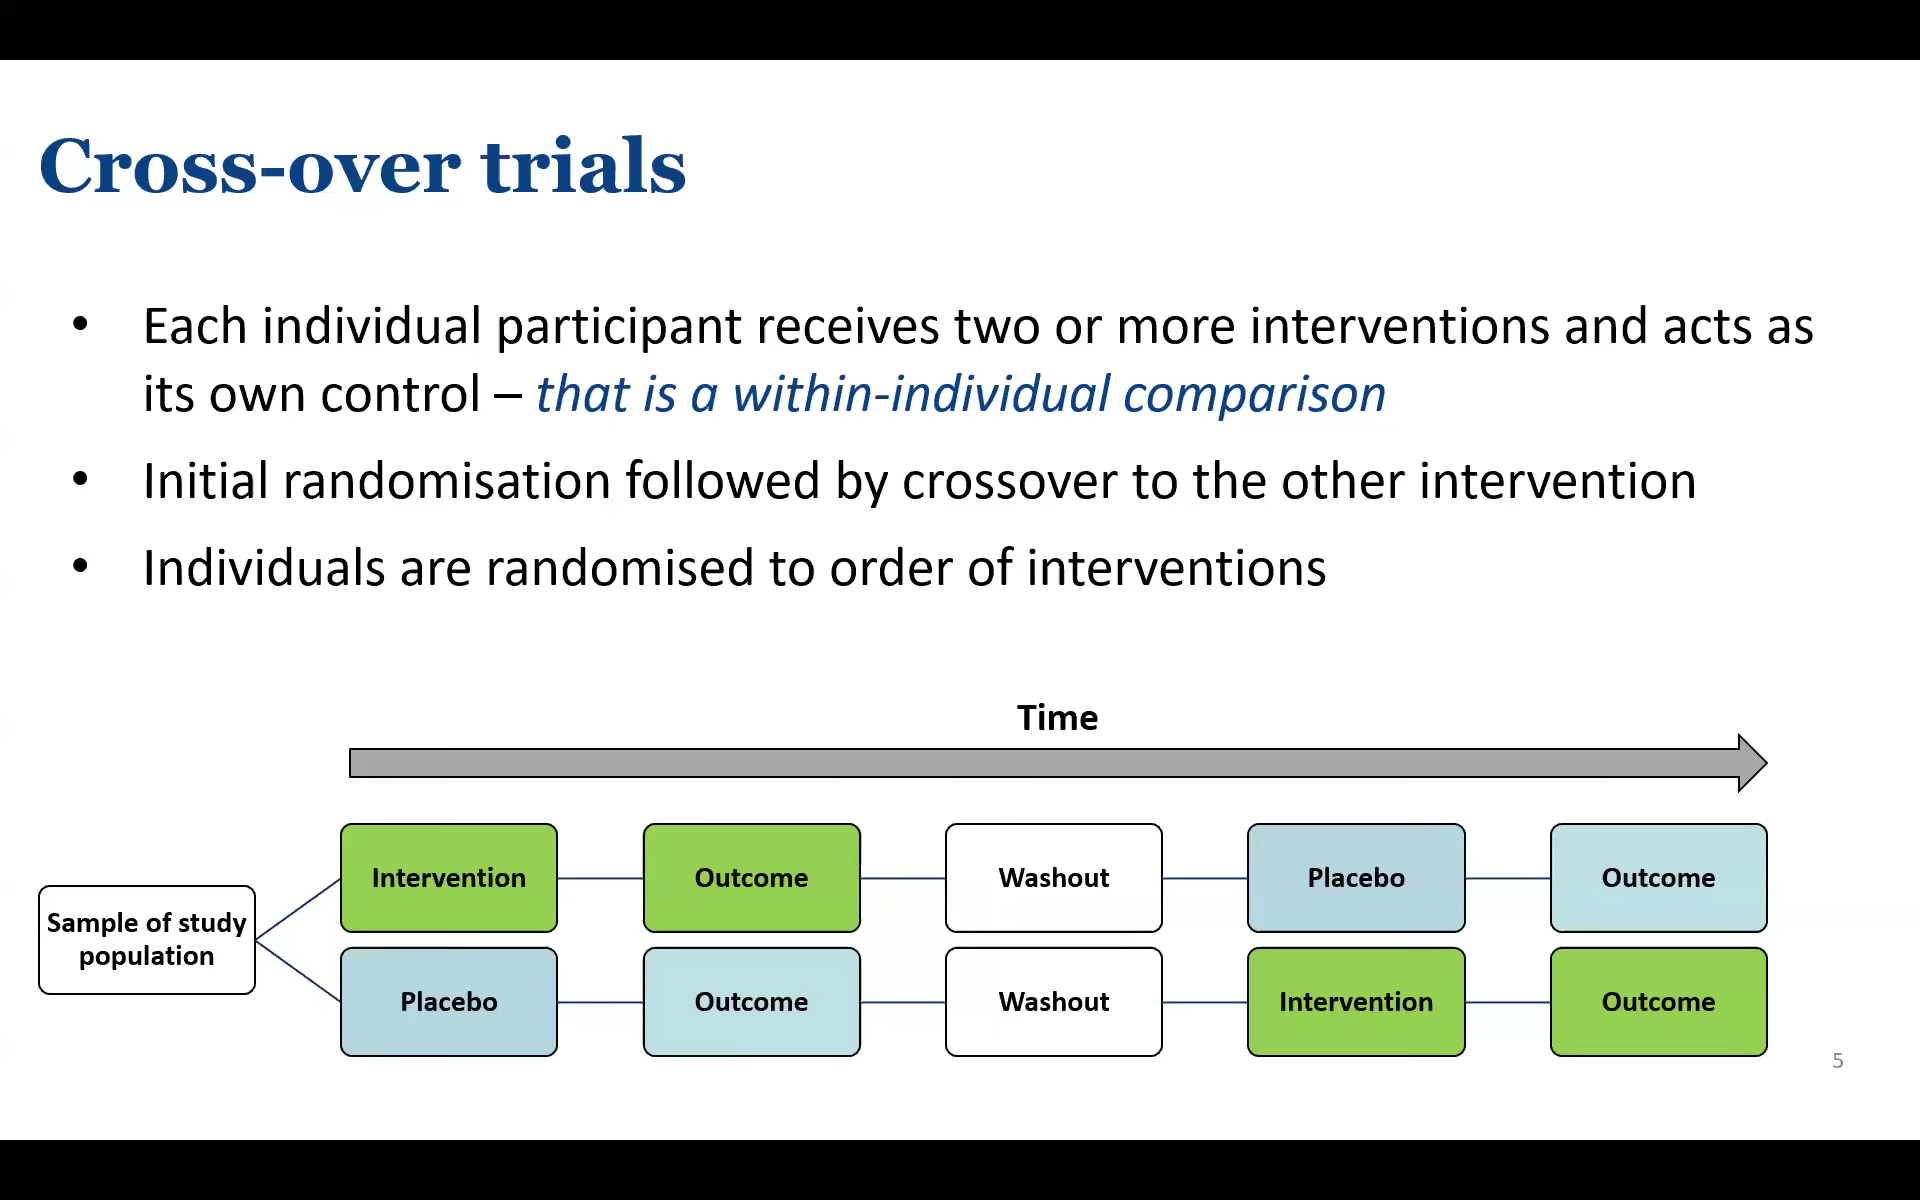 Cross-over trials
• Each individual participant receives two or more interventions and acts as
its own control – that is a within-individual comparison
• Initial randomisation followed by crossover to the other intervention
• Individuals are randomised to order of interventions
Time
Sample of study
population
Intervention
Outcome
Washout
Placebo
Outcome
Placebo
Outcome
Washout
Intervention
Outcome
5